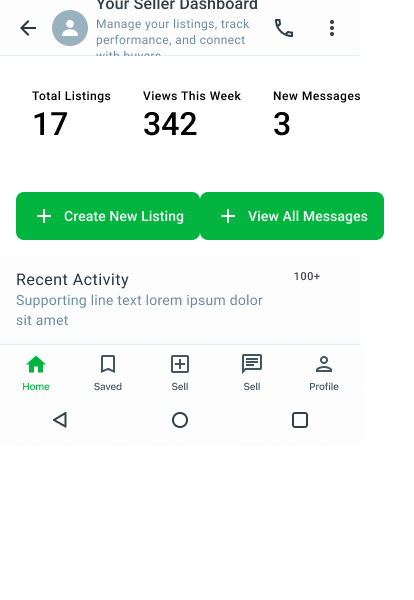 Your Seller Dashboard
Manage your listings, track
performance, and connect
with buyers
Total Listings
Views This Week
New Messages
17
342
3
Create New Listing
View All Messages
Recent Activity
100+
Supporting line text lorem ipsum dolor
sit amet
Home
Saved
Sell
Sell
Profile